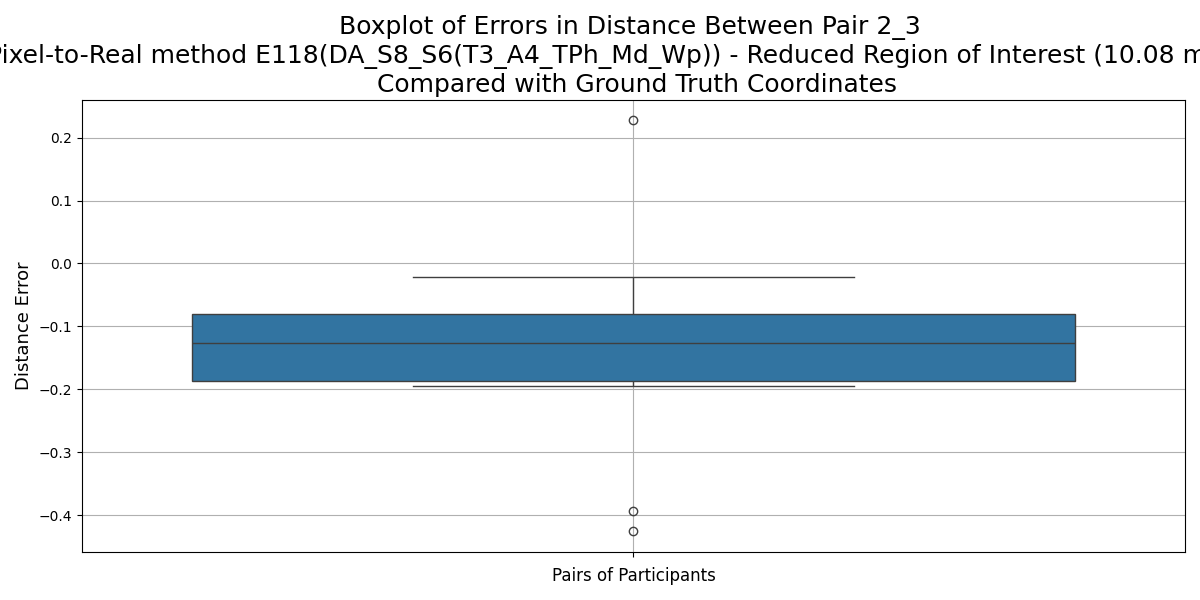 Boxplot of Errors in Distance Between Pair 2_3
Pixel-to-Real method E118(DA_S8_S6(T3_A4_TPh_Md_Wp)) - Reduced Region of Interest (10.08 m
Compared with Ground Truth Coordinates
0.2
0.1
0.0
−0.1
−0.2
−0.3
−0.4
Distance Error
Pairs of Participants